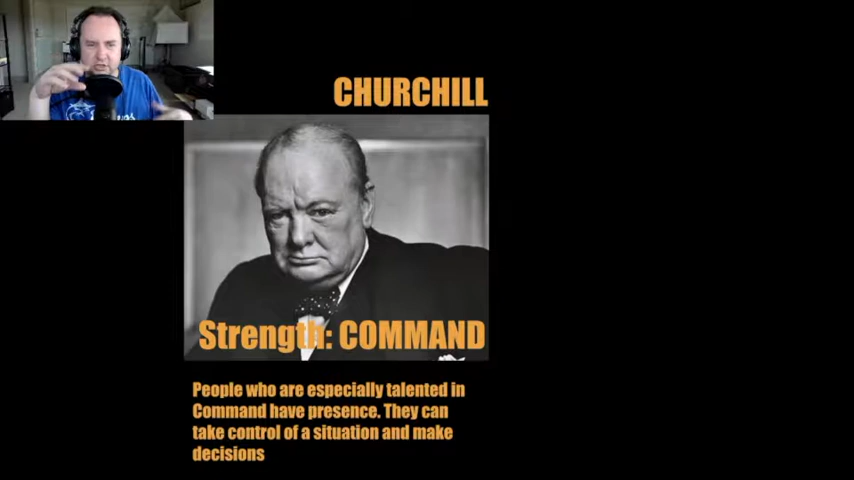 CHURCHILL
Strength: COMMAND
People who are especially talented in
Command have presence. They can
take control of a situation and make
decisions